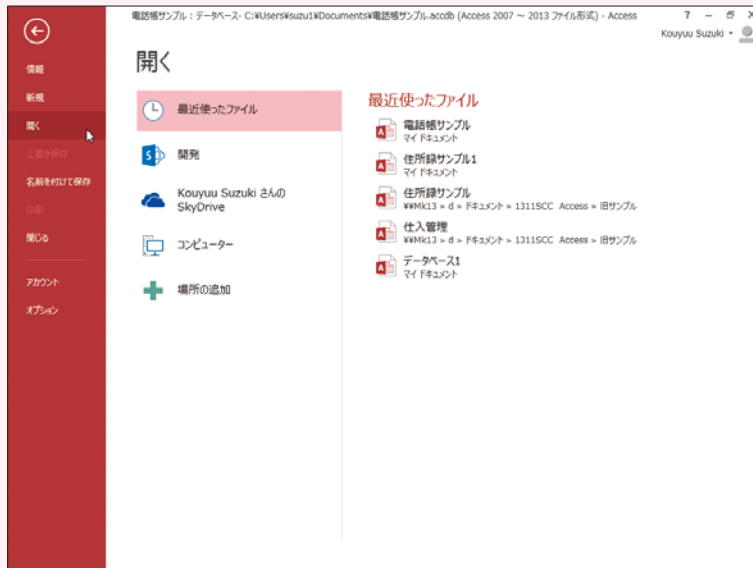 電話帳サンプル : データベース- C:¥Users¥suzu1¥Documents¥電話帳サンプル.accdb (Access 2007 ～ 2013 ファイル形式) - Access
?
Kouyuu Suzuki
情報
新規
開く
上書き保存
名前を付けて保存
印刷
閉じる
アカウント
オプション
開く
最近使ったファイル
開発
Kouyuu Suzuki さんの
SkyDrive
コンピューター
場所の追加
最近使ったファイル
電話帳サンプル
マイ ドキュメント
住所録サンプル1
マイ ドキュメント
住所録サンプル
¥¥Mk13 » d » ドキュメント » 1311SCC Access » 旧サンプル
仕入管理
¥¥Mk13 » d » ドキュメント » 1311SCC Access » 旧サンプル
データベース1
マイ ドキュメント